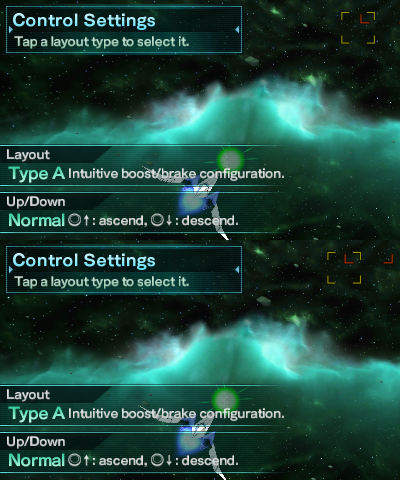 Control Settings
Tap a layout type to select it.
Layout
Type A Intuitive boost/brake configuration.
Up/Down
Normal ◎↑: ascend, ◎↓: descend.
Control Settings
Tap a layout type to select it.
Layout
Type A Intuitive boost/brake configuration.
Up/Down
Normal ◎↑: ascend, ◎↓: descend.